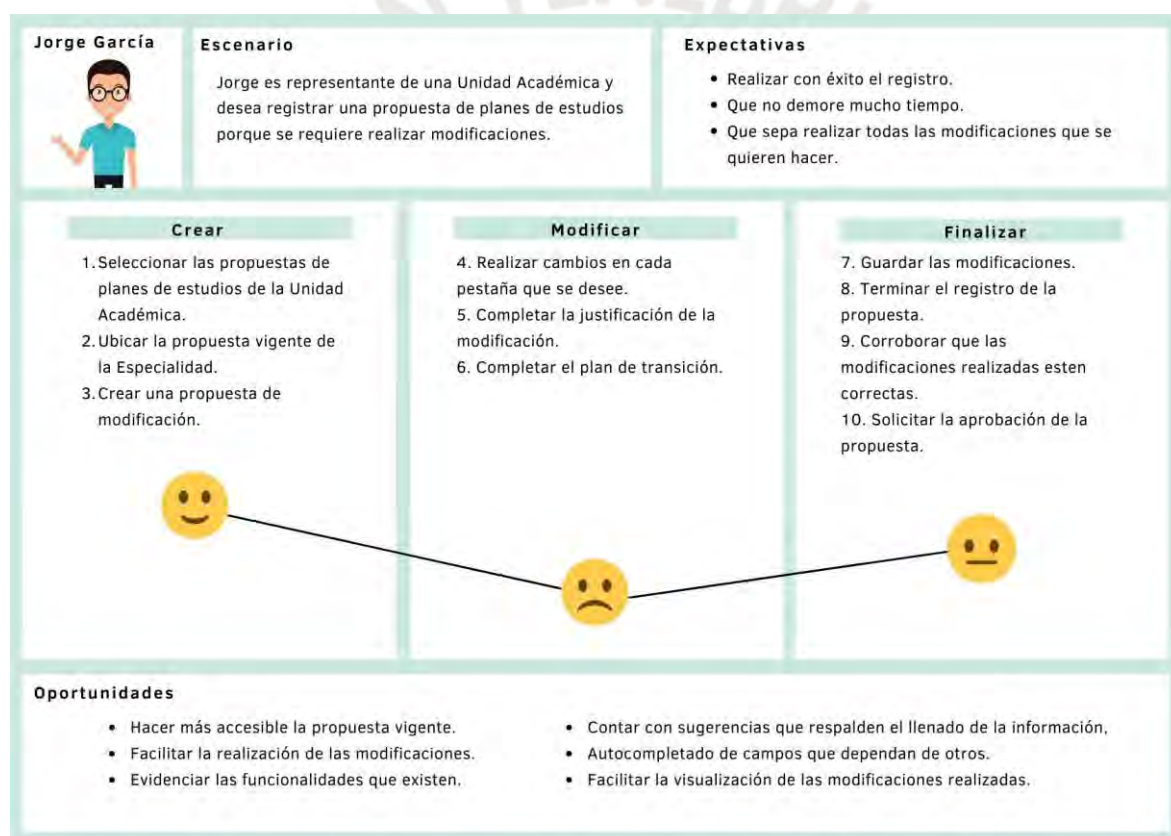 Jorge García
Escenario
Jorge es representante de una Unidad Académica y
desea registrar una propuesta de planes de estudios
porque se requiere realizar modificaciones.
Expectativas
• Realizar con éxito el registro.
• Que no demore mucho tiempo.
• Que sepa realizar todas las modificaciones que se
quieren hacer.
Crear
1. Seleccionar las propuestas de
planes de estudios de la Unidad
Académica.
2. Ubicar la propuesta vigente de
la Especialidad.
3. Crear una propuesta de
modificación.
Modificar
4. Realizar cambios en cada
pestaña que se desee.
5. Completar la justificación de la
modificación.
6. Completar el plan de transición.
Finalizar
7. Guardar las modificaciones.
8. Terminar el registro de la
propuesta.
9. Corroborar que las
modificaciones realizadas esten
correctas.
10. Solicitar la aprobación de la
propuesta.
Oportunidades
• Hacer más accesible la propuesta vigente.
• Facilitar la realización de las modificaciones.
• Evidenciar las funcionalidades que existen.
• Contar con sugerencias que respalden el llenado de la información,
• Autocompletado de campos que dependan de otros.
• Facilitar la visualización de las modificaciones realizadas.